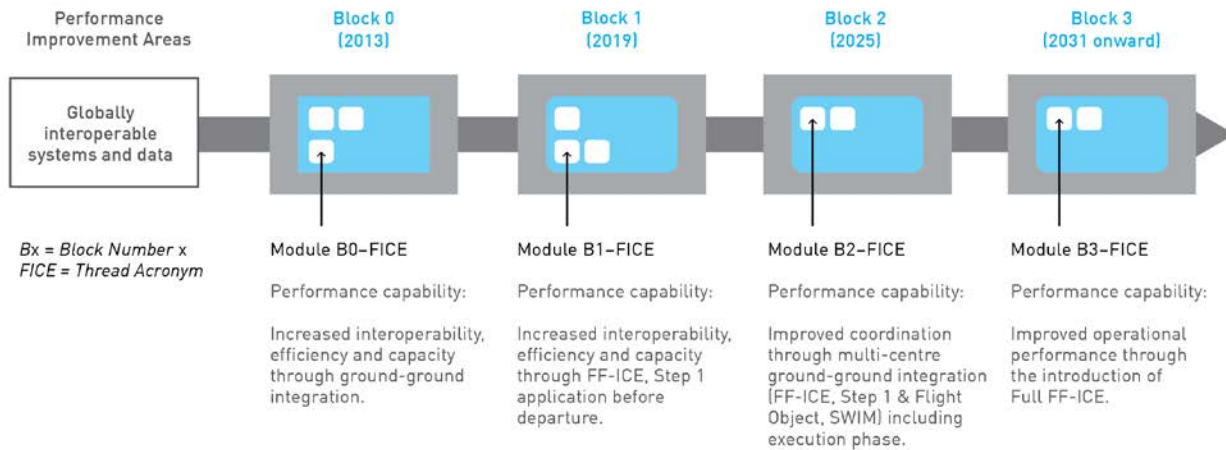 Performance
Improvement Areas
Block 0
(2013)
Block 1
(2019)
Block 2
(2025)
Block 3
(2031 onward)
Globally
interoperable
systems and data
Bx = Block Number x
FICE = Thread Acronym
Module B0–FICE
Performance capability:
Increased interoperability,
efficiency and capacity
through ground-ground
integration.
Module B1–FICE
Performance capability:
Increased interoperability,
efficiency and capacity
through FF-ICE, Step 1
application before
departure.
Module B2–FICE
Performance capability:
Improved coordination
through multi-centre
ground-ground integration
(FF-ICE, Step 1 & Flight
Object, SWIM) including
execution phase.
Module B3–FICE
Performance capability:
Improved operational
performance through
the introduction of
Full FF-ICE.